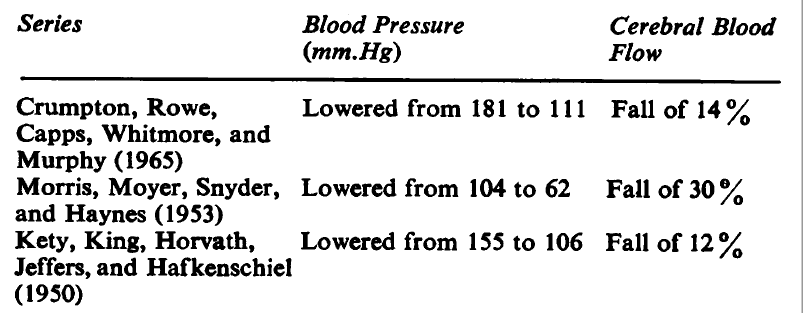 Series Blood Pressure Cerebral Blood
(mm.Hg) Flow
Crumpton, Rowe, Lowered from 181 to 111 Fall of 14%
Capps, Whitmore, and
Murphy (1965)
Morris, Moyer, Snyder, Lowered from 104 to 62 Fall of 30%
and Haynes (1953)
Kety, King, Horvath, Lowered from 155 to 106 Fall of 12%
Jeffers, and Hafkenschiel
(1950)